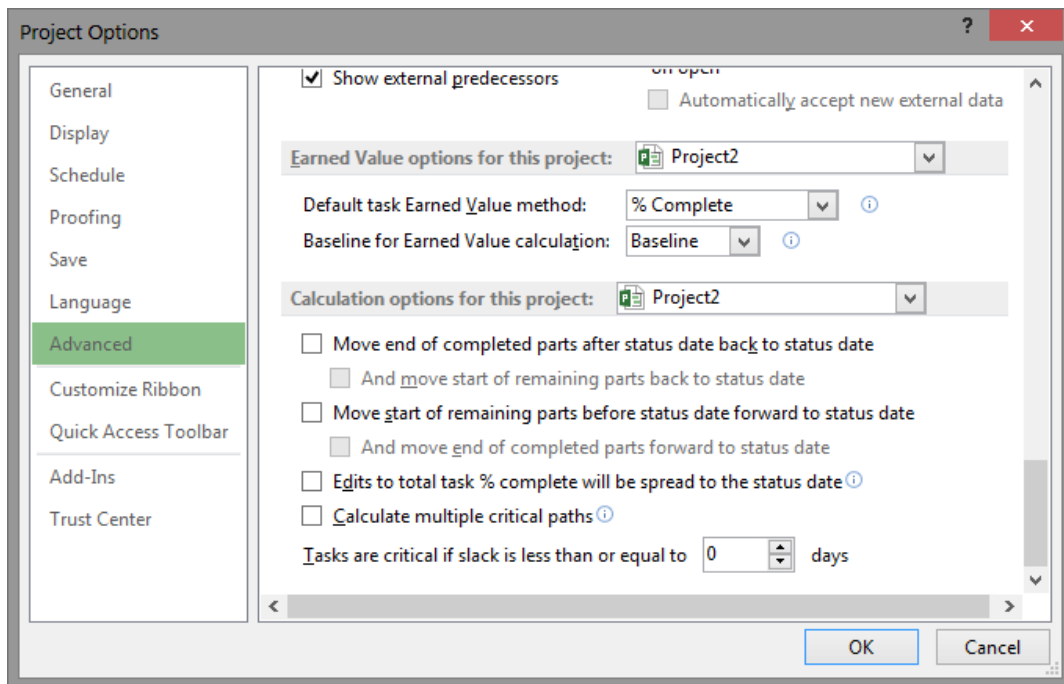 Project Options
?
General
Display
Schedule
Proofing
Save
Language
Advanced
Customize Ribbon
Quick Access Toolbar
Add-Ins
Trust Center
Show external predecessors
on open
Automatically accept new external data
Earned Value options for this project: Project2
Default task Earned Value method: % Complete
Baseline for Earned Value calculation: Baseline
Calculation options for this project: Project2
Move end of completed parts after status date back to status date
And move start of remaining parts back to status date
Move start of remaining parts before status date forward to status date
And move end of completed parts forward to status date
Edits to total task % complete will be spread to the status date
Calculate multiple critical paths
Tasks are critical if slack is less than or equal to 0 days
OK Cancel